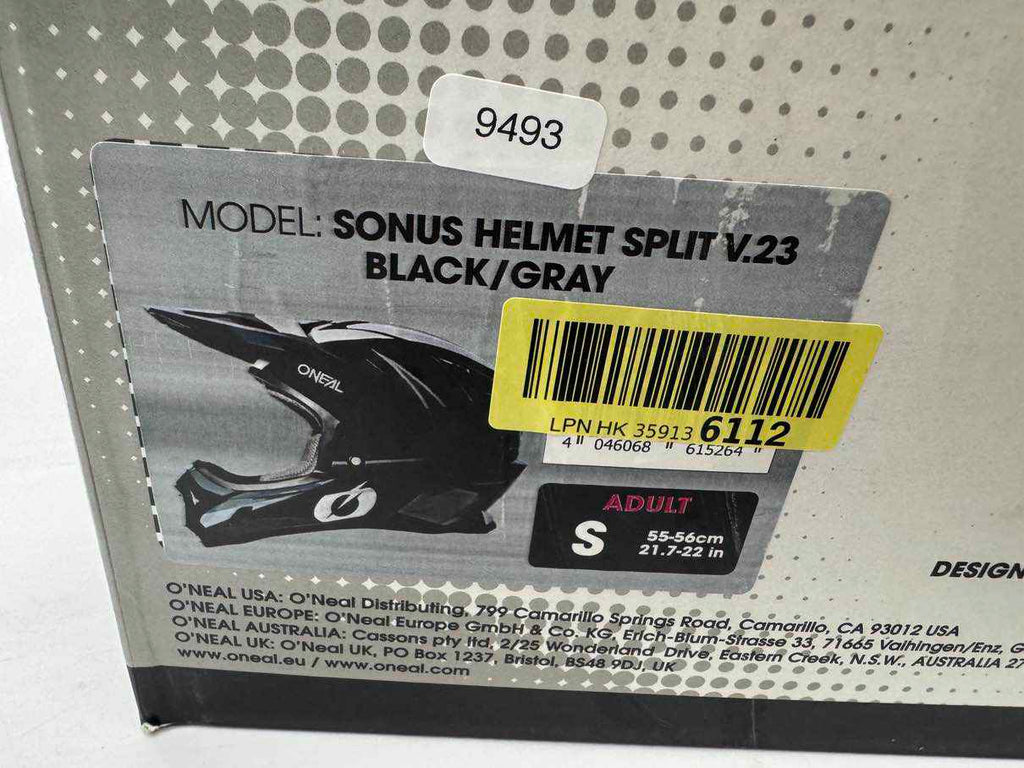 9493
MODEL: SONUS HELMET SPLIT V.23
BLACK/GRAY
ONEAL
LPN HK 35913 6112
4 " 046068 " 615264 "
ADULT
S
55-56cm
21.7-22 in
DESIGN
O'NEAL USA: O'Neal Distributing, 799 Camarillo Springs Road, Camarillo, CA 93012 USA
O'NEAL EUROPE: O'Neal Europe GmbH & Co. KG, Erich-Blum-Strasse 33, 71665 Vaihingen/Enz, G
O'NEAL AUSTRALIA: Cassons pty ltd, 2/25 Wonderland Drive, Eastern Creek, N.S.W., AUSTRALIA 27
O'NEAL UK: O'Neal UK, PO Box 1237, Bristol, BS48 9DJ, UK
www.oneal.eu / www.oneal.com